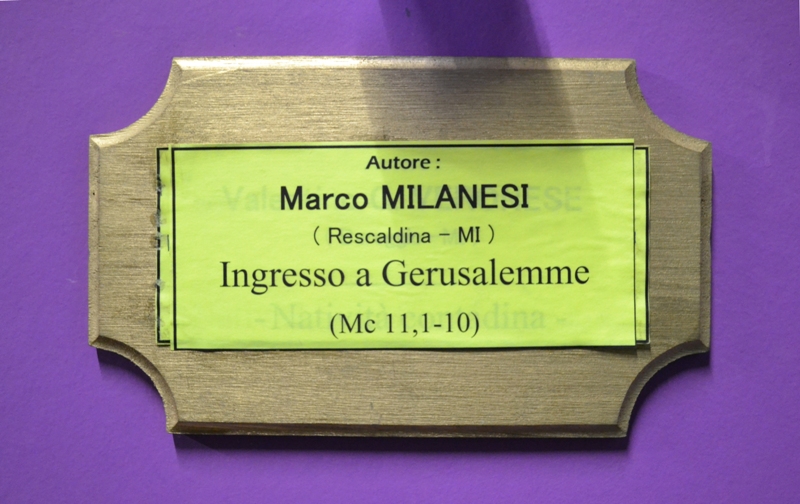 Autore :
Marco MILANESI
( Rescaldina - MI )
Ingresso a Gerusalemme
(Mc 11,1-10)